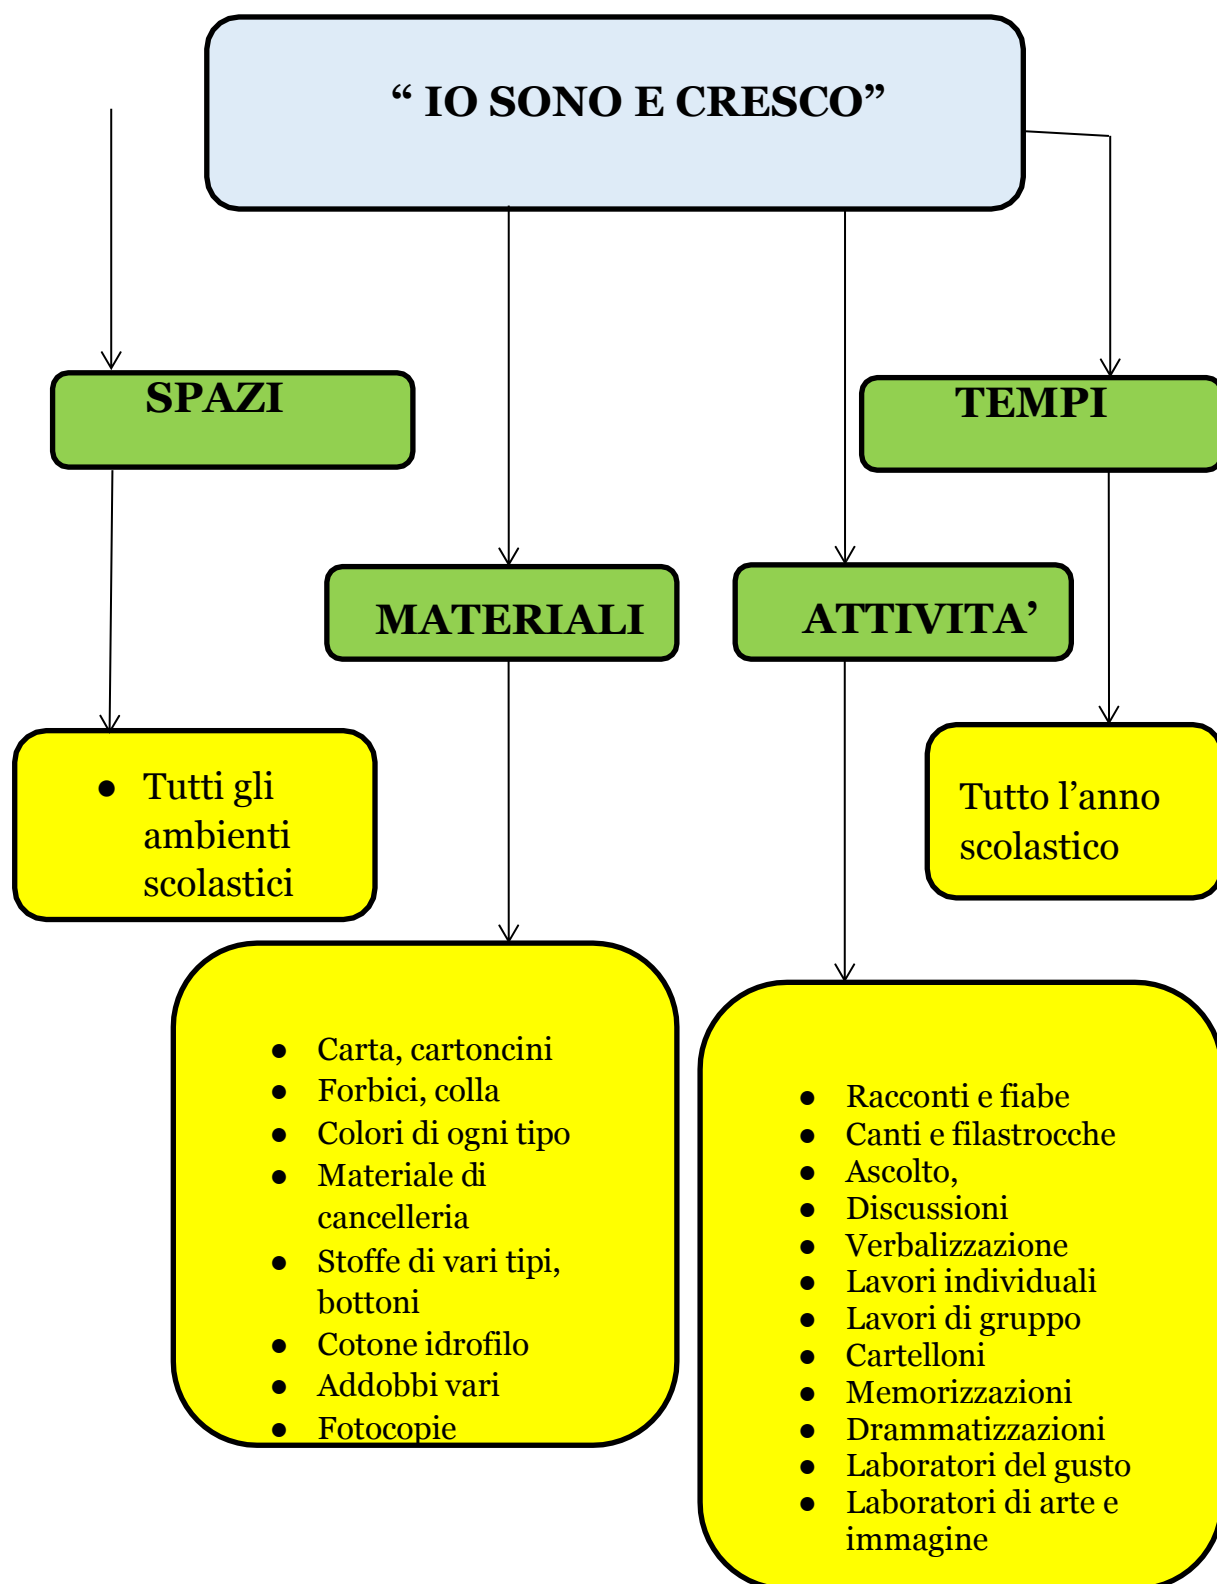 “ IO SONO E CRESCO”
SPAZI
TEMPI
MATERIALI
ATTIVITA’
● Tutti gli
ambienti
scolastici
Tutto l’anno
scolastico
● Carta, cartoncini
● Forbici, colla
● Colori di ogni tipo
● Materiale di
cancelleria
● Stoffe di vari tipi,
bottoni
● Cotone idrofilo
● Addobbi vari
● Fotocopie
● Racconti e fiabe
● Canti e filastrocche
● Ascolto,
● Discussioni
● Verbalizzazione
● Lavori individuali
● Lavori di gruppo
● Cartelloni
● Memorizzazioni
● Drammatizzazioni
● Laboratori del gusto
● Laboratori di arte e
immagine